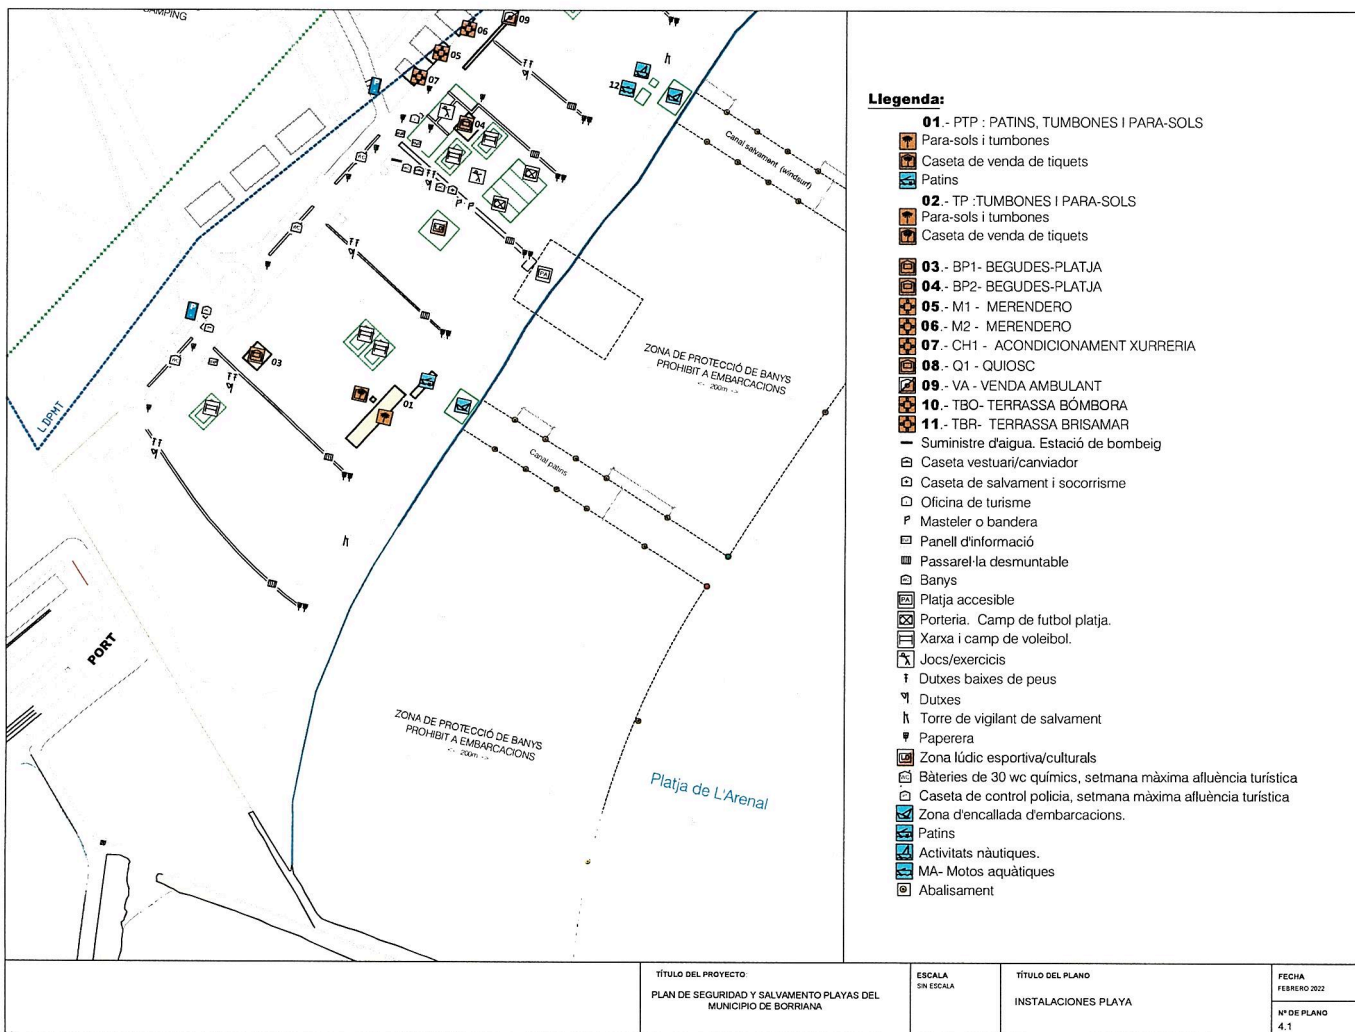 CAMPING
09
06
05
07
12
04
Canal salvament (windsurf)
PA
03
01
ZONA DE PROTECCIÓ DE BANYS
PROHIBIT A EMBARCACIONS
<- 200m ->
LDPMT
Canal patins
PORT
ZONA DE PROTECCIÓ DE BANYS
PROHIBIT A EMBARCACIONS
<- 200m ->
Platja de L'Arenal
Llegenda:
01.- PTP : PATINS, TUMBONES I PARA-SOLS
Para-sols i tumbones
Caseta de venda de tiquets
Patins
02.- TP :TUMBONES I PARA-SOLS
Para-sols i tumbones
Caseta de venda de tiquets
03.- BP1- BEGUDES-PLATJA
04.- BP2- BEGUDES-PLATJA
05.- M1 - MERENDERO
06.- M2 - MERENDERO
07.- CH1 - ACONDICIONAMENT XURRERIA
08.- Q1 - QUIOSC
09.- VA - VENDA AMBULANT
10.- TBO- TERRASSA BÓMBORA
11.- TBR- TERRASSA BRISAMAR
Suministre d'aigua. Estació de bombeig
Caseta vestuari/canviador
Caseta de salvament i socorrisme
Oficina de turisme
Masteler o bandera
Panell d'informació
Passarel·la desmuntable
Banys
PA Platja accesible
Porteria. Camp de futbol platja.
Xarxa i camp de voleibol.
Jocs/exercicis
Dutxes baixes de peus
Dutxes
Torre de vigilant de salvament
Paperera
Zona lúdic esportiva/culturals
Bàteries de 30 wc químics, setmana màxima afluència turística
Caseta de control policia, setmana màxima afluència turística
Zona d'encallada d'embarcacions.
Patins
Activitats nàutiques.
MA- Motos aquàtiques
Abalisament
TÍTULO DEL PROYECTO:
PLAN DE SEGURIDAD Y SALVAMENTO PLAYAS DEL
MUNICIPIO DE BORRIANA
ESCALA
SIN ESCALA
TÍTULO DEL PLANO
INSTALACIONES PLAYA
FECHA
FEBRERO 2022
Nº DE PLANO
4.1